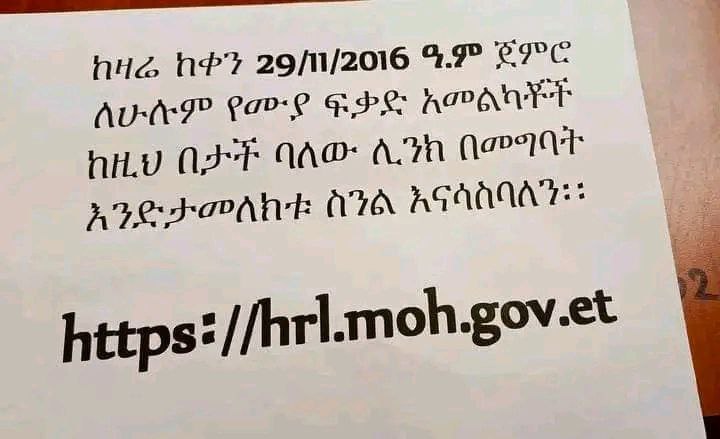 ከዛሬ ከቀን 29/11/2016 ዓ.ም ጀምሮ
ለሁሉም የሙያ ፍቃድ አመልካቾች
ከዚህ በታች ባለው ሊንክ በመግባት
እንድታመለክቱ ስንል እናሳስባለን፡፡
https://hrl.moh.gov.et